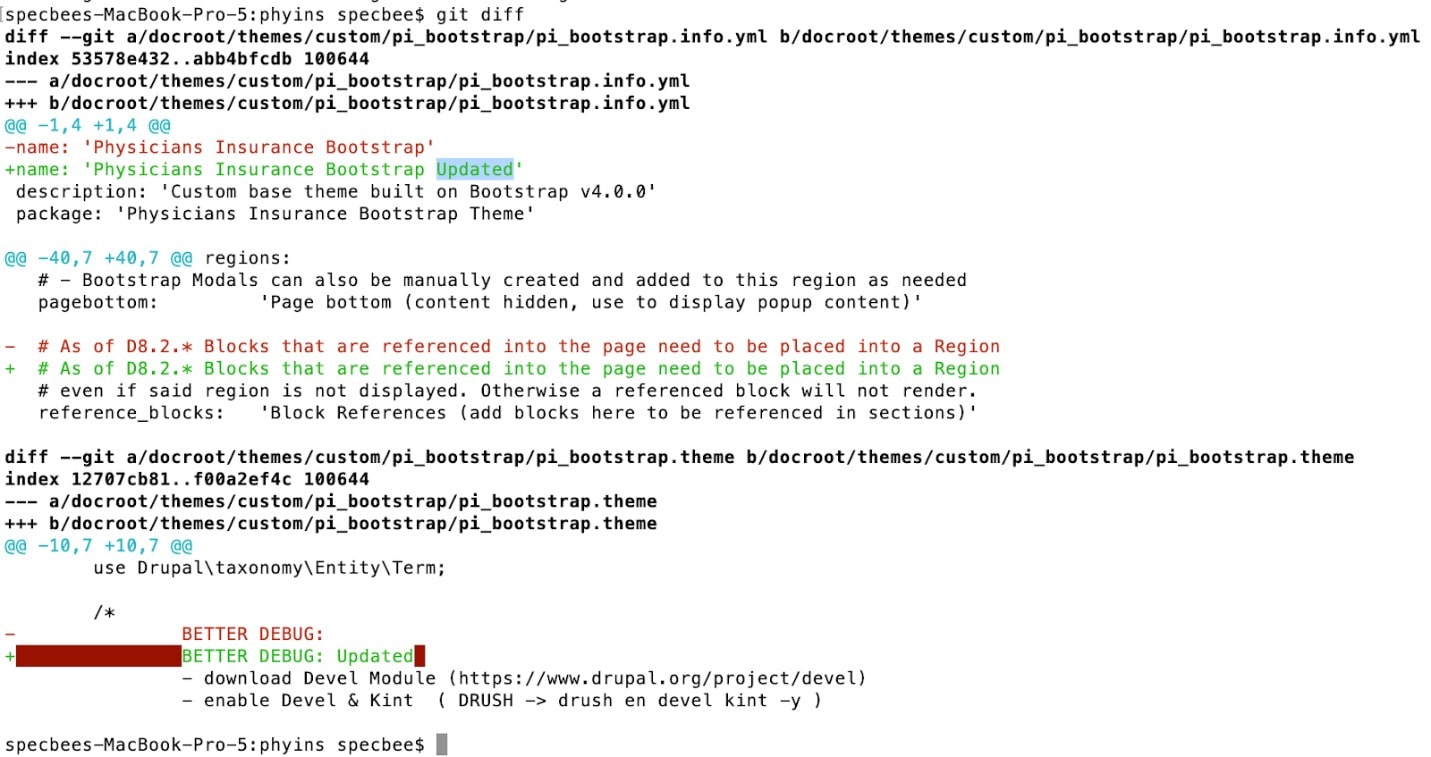 specbees-MacBook-Pro-5:phyins specbee$ git diff
diff --git a/docroot/themes/custom/pi_bootstrap/pi_bootstrap.info.yml b/docroot/themes/custom/pi_bootstrap/pi_bootstrap.info.yml
index 53578e432..abb4bfcdb 100644
--- a/docroot/themes/custom/pi_bootstrap/pi_bootstrap.info.yml
+++ b/docroot/themes/custom/pi_bootstrap/pi_bootstrap.info.yml
@@ -1,4 +1,4 @@
-name: 'Physicians Insurance Bootstrap'
+name: 'Physicians Insurance Bootstrap Updated'
 description: 'Custom base theme built on Bootstrap v4.0.0'
 package: 'Physicians Insurance Bootstrap Theme'
@@ -40,7 +40,7 @@ regions:
   # - Bootstrap Modals can also be manually created and added to this region as needed
   pagebottom:         'Page bottom (content hidden, use to display popup content)'
-  # As of D8.2.* Blocks that are referenced into the page need to be placed into a Region
+  # As of D8.2.* Blocks that are referenced into the page need to be placed into a Region
   # even if said region is not displayed. Otherwise a referenced block will not render.
   reference_blocks:   'Block References (add blocks here to be referenced in sections)'
diff --git a/docroot/themes/custom/pi_bootstrap/pi_bootstrap.theme b/docroot/themes/custom/pi_bootstrap/pi_bootstrap.theme
index 12707cb81..f00a2ef4c 100644
--- a/docroot/themes/custom/pi_bootstrap/pi_bootstrap.theme
+++ b/docroot/themes/custom/pi_bootstrap/pi_bootstrap.theme
@@ -10,7 +10,7 @@
        use Drupal\taxonomy\Entity\Term;
        /*
-               BETTER DEBUG:
+               BETTER DEBUG: Updated
                - download Devel Module (https://www.drupal.org/project/devel)
                - enable Devel & Kint  ( DRUSH -> drush en devel kint -y )
specbees-MacBook-Pro-5:phyins specbee$